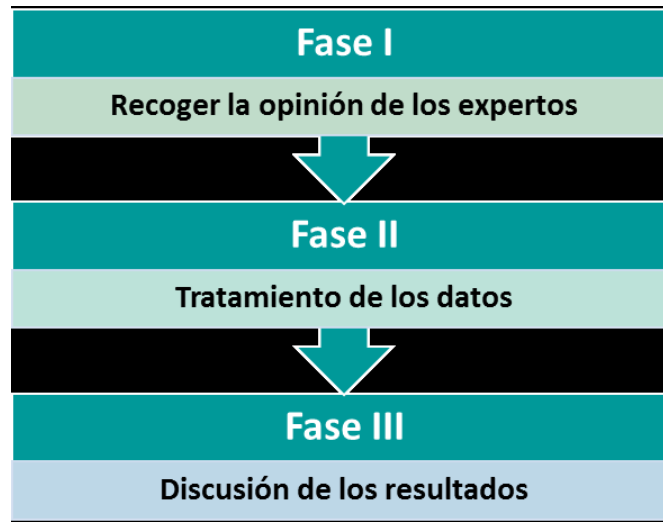 Fase I
Recoger la opinión de los expertos
Fase II
Tratamiento de los datos
Fase III
Discusión de los resultados